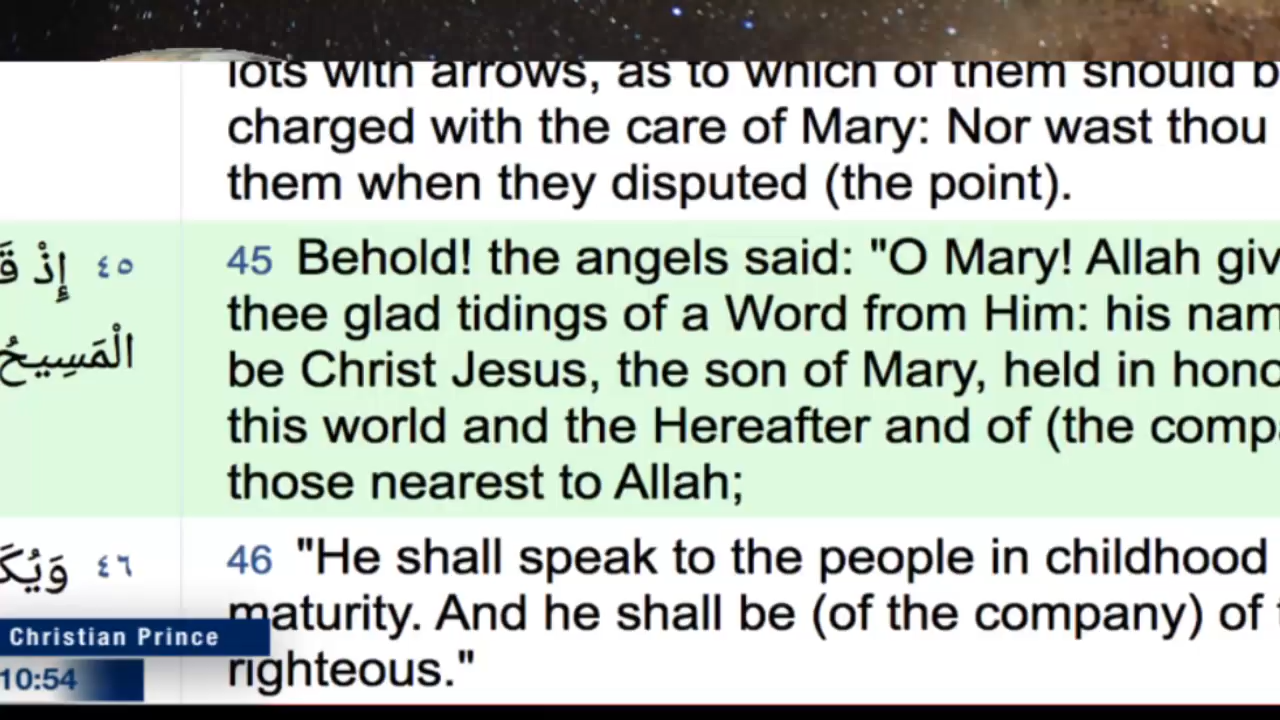 lots with arrows, as to which of them should b
charged with the care of Mary: Nor wast thou
them when they disputed (the point).
٤٥ إِذْ
45 Behold! the angels said: "O Mary! Allah giv
thee glad tidings of a Word from Him: his nam
الْمَسِيحُ
be Christ Jesus, the son of Mary, held in hono
this world and the Hereafter and of (the comp
those nearest to Allah;
٤٦
46 "He shall speak to the people in childhood
maturity. And he shall be (of the company) of
righteous."
Christian Prince
10:54